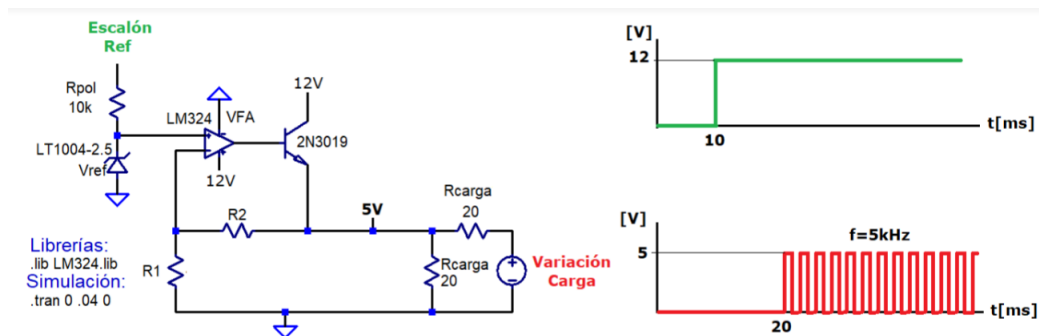 Escalón
Ref
Rpol
10k
LM324
VFA
12V
2N3019
LT1004-2.5
Vref
12V
R2
5V
Rcarga
20
R1
Rcarga
20
Variación
Carga
Librerías:
.lib LM324.lib
Simulación:
.tran 0 .04 0
[V]
12
t[ms]
10
[V]
f=5kHz
5
t[ms]
20